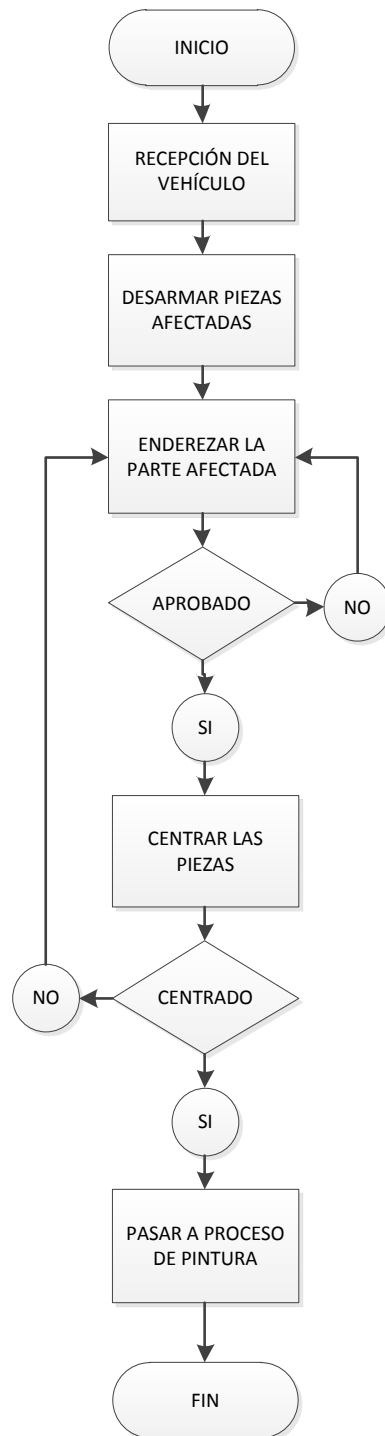 INICIO
RECEPCIÓN DEL
VEHÍCULO
DESARMAR PIEZAS
AFECTADAS
ENDEREZAR LA
PARTE AFECTADA
APROBADO
NO
SI
CENTRAR LAS
PIEZAS
NO
CENTRADO
SI
PASAR A PROCESO
DE PINTURA
FIN